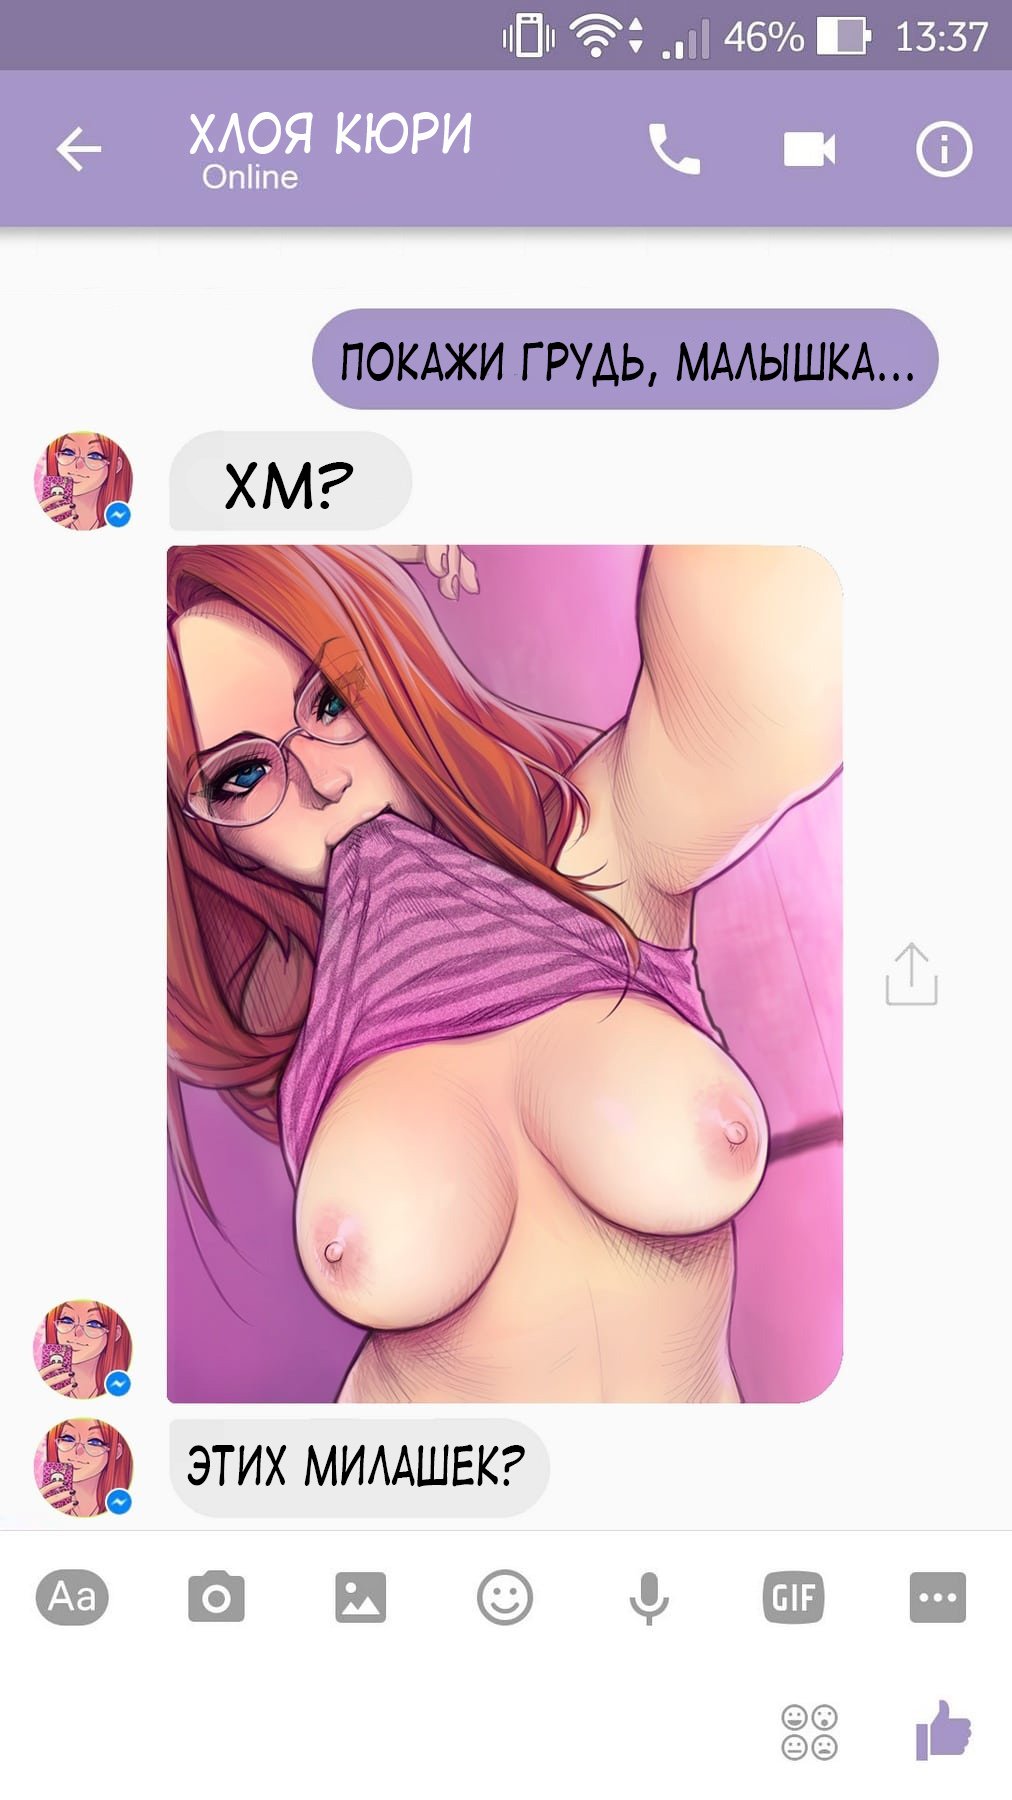 46% 13:37
ХЛОЯ КЮРИ
Online
ПОКАЖИ ГРУДЬ, МАЛЫШКА...
ХМ?
ЭТИХ МИЛАШЕК?
Aa GIF